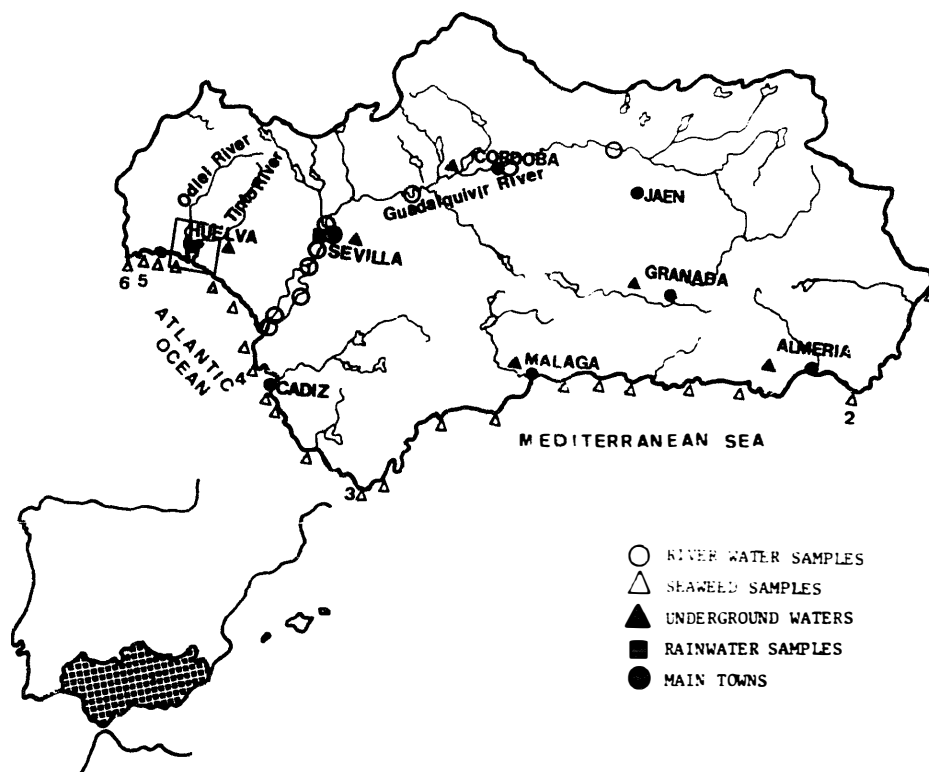 Odiel River
Tinto River
HUELVA
CORDOBA
Guadalquivir River
JAEN
SEVILLA
GRANADA
6 5
ATLANTIC
OCEAN
4
CADIZ
MALAGA
ALMERIA
2
MEDITERRANEAN SEA
3
RIVER WATER SAMPLES
SEAWEED SAMPLES
UNDERGROUND WATERS
RAINWATER SAMPLES
MAIN TOWNS